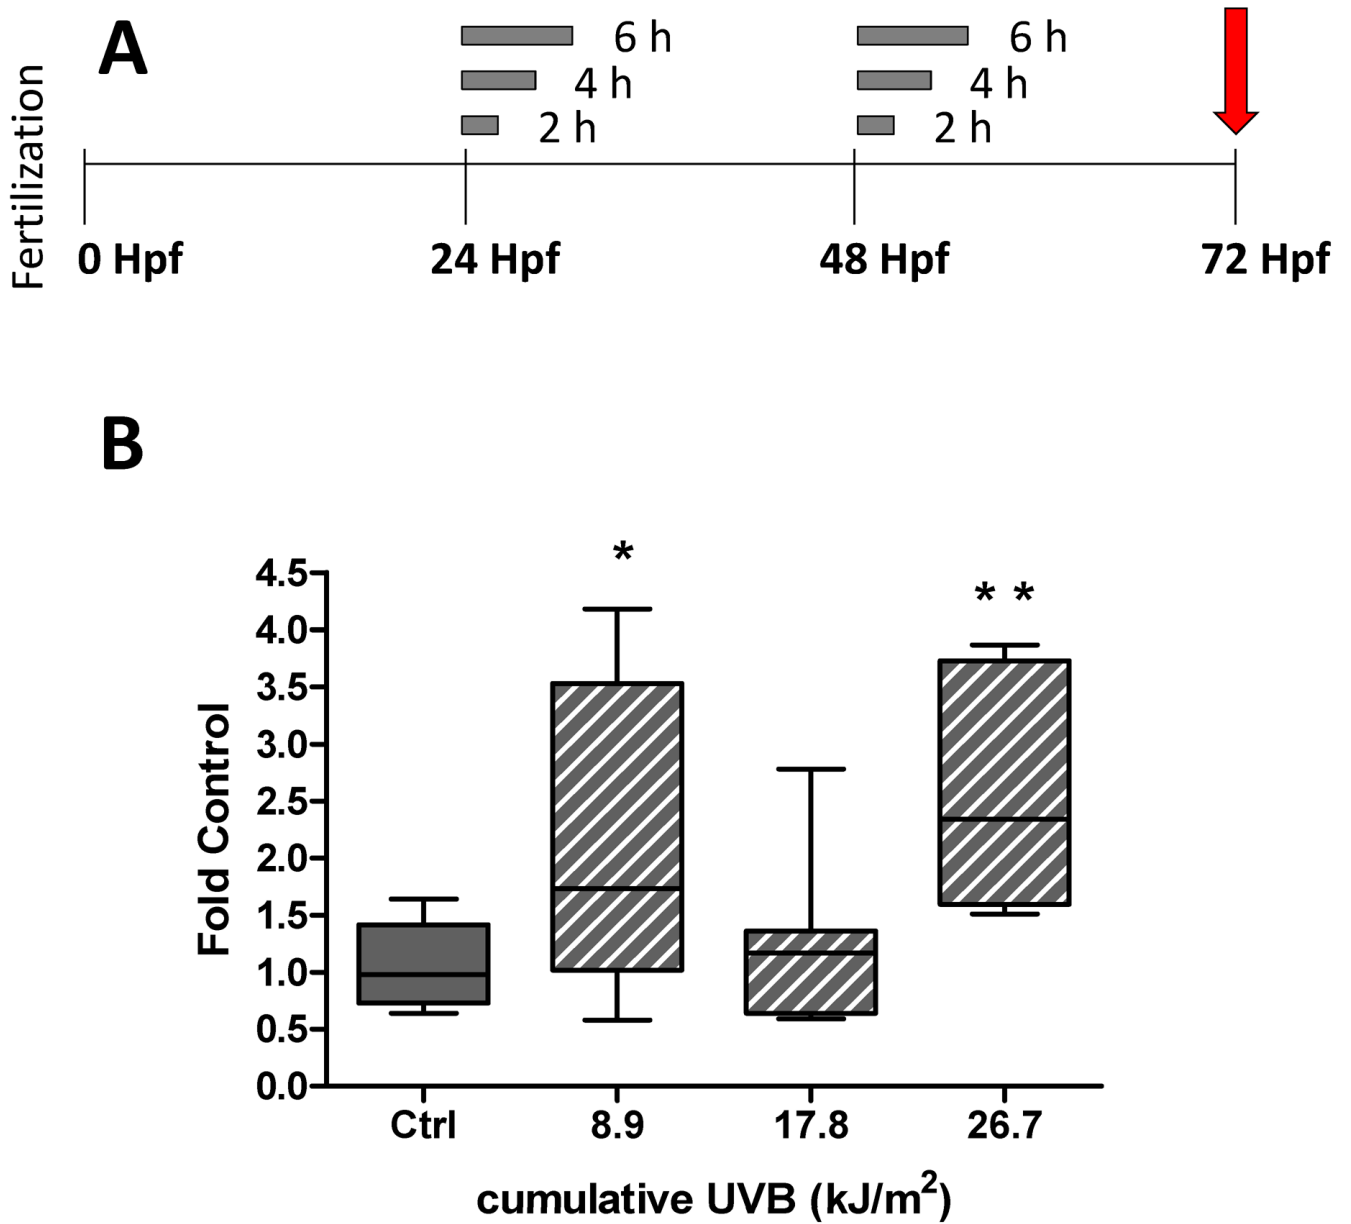 A
Fertilization
6 h
4 h
2 h
6 h
4 h
2 h
0 Hpf
24 Hpf
48 Hpf
72 Hpf
B
*
* *
Fold Control
4.5
4.0
3.5
3.0
2.5
2.0
1.5
1.0
0.5
0.0
Ctrl
8.9
17.8
26.7
cumulative UVB (kJ/m²)